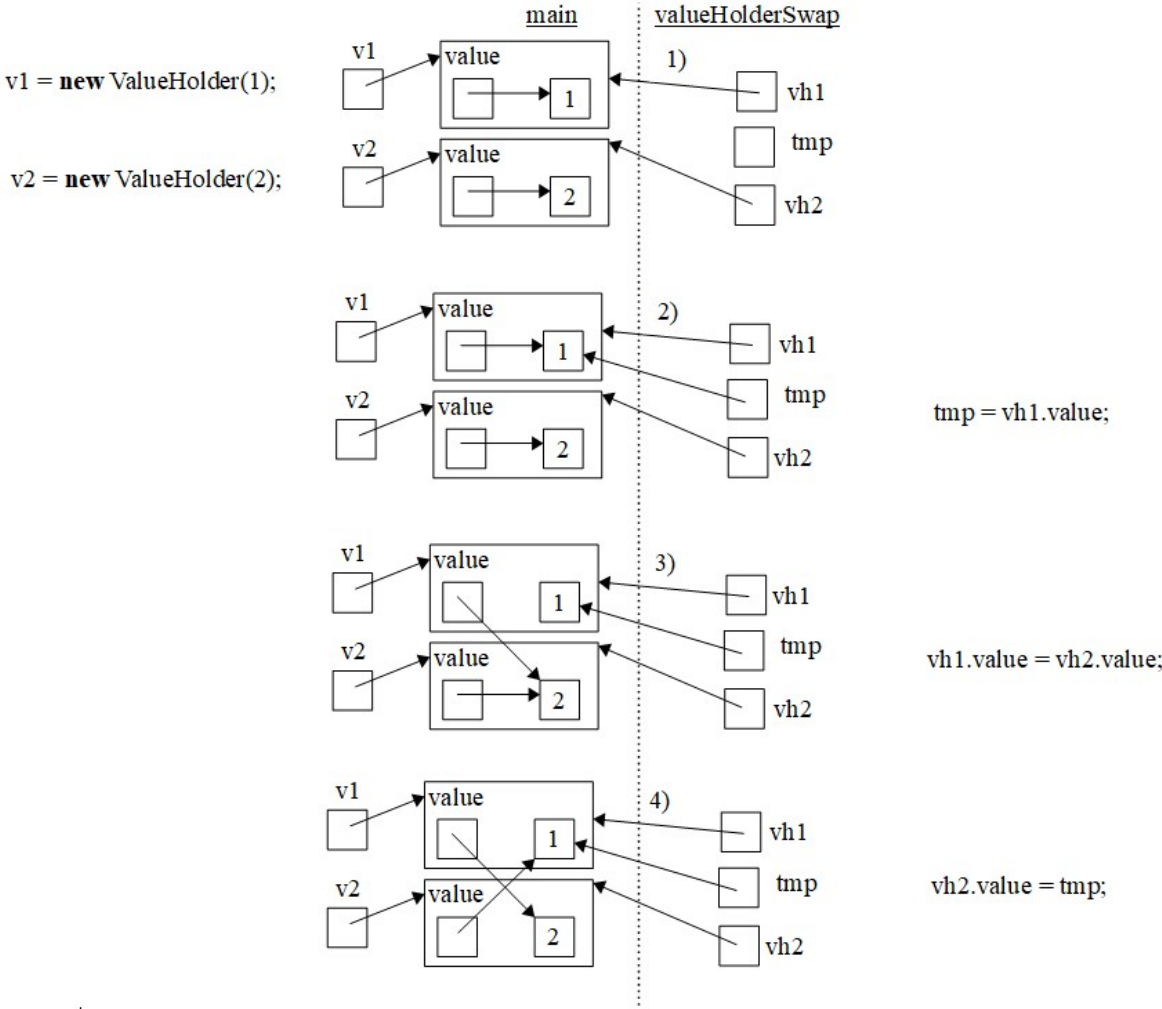 main valueHolderSwap
v1 value 1) vh1
v1 = new ValueHolder(1); 1
tmp
v2 value
v2 = new ValueHolder(2); 2 vh2
v1 value 2) vh1
1
tmp
v2 value tmp = vh1.value;
2 vh2
v1 value 3) vh1
1
tmp
v2 value vh1.value = vh2.value;
2 vh2
v1 value 4) vh1
1
tmp
v2 value vh2.value = tmp;
2 vh2